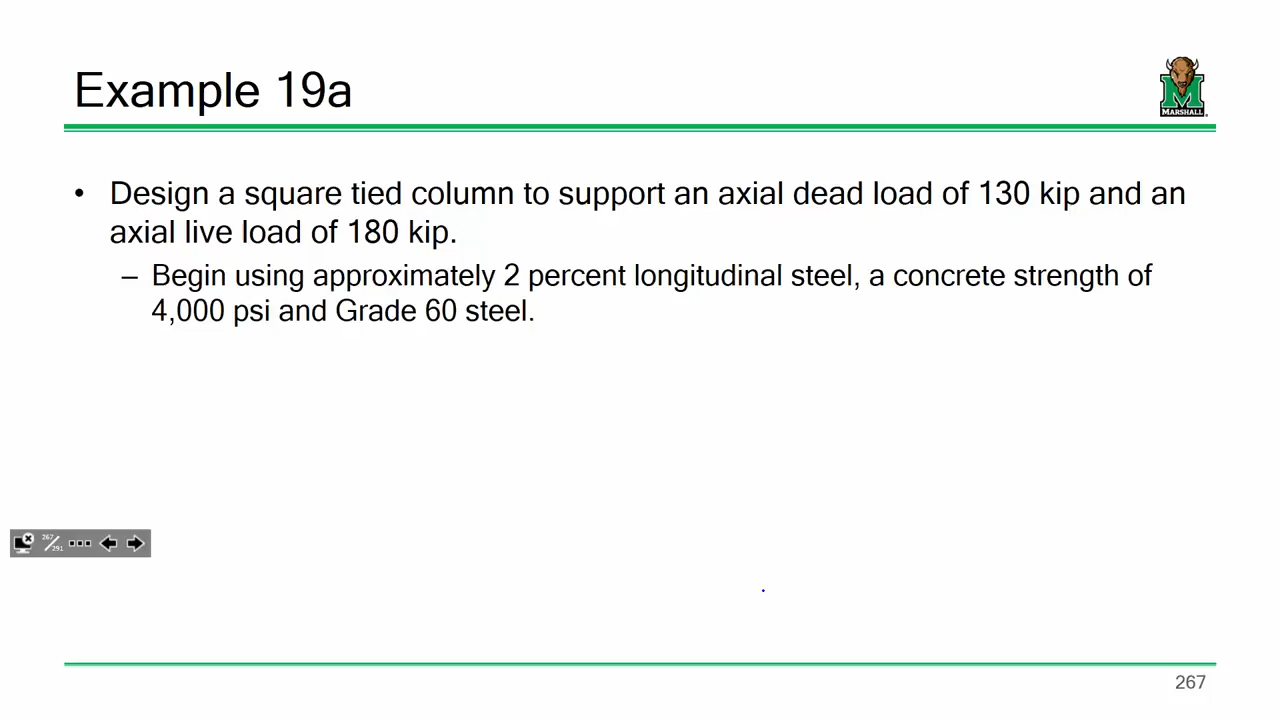 Example 19a
MARSHALL
• Design a square tied column to support an axial dead load of 130 kip and an
axial live load of 180 kip.
– Begin using approximately 2 percent longitudinal steel, a concrete strength of
4,000 psi and Grade 60 steel.
267/291
267